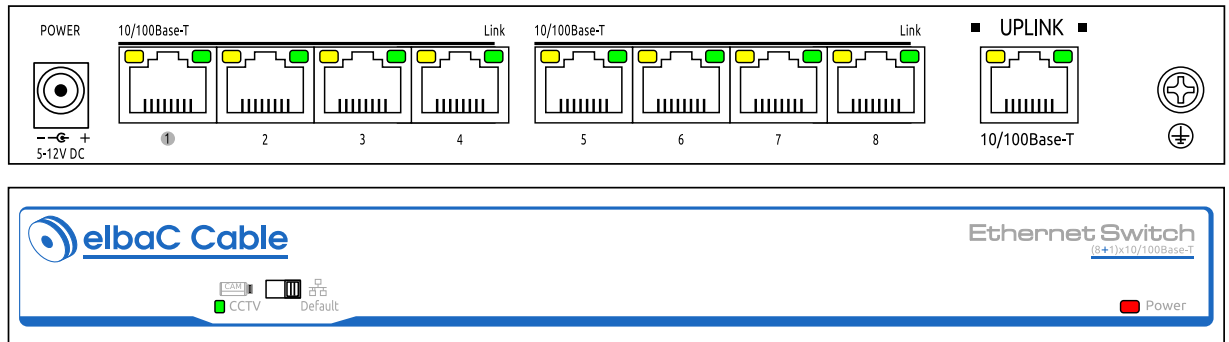 POWER 10/100Base-T Link 10/100Base-T Link UPLINK
- +
5-12V DC
1 2 3 4 5 6 7 8 10/100Base-T
elbaC Cable
Ethernet Switch
(8+1)x10/100Base-T
CAM
CCTV Default
Power